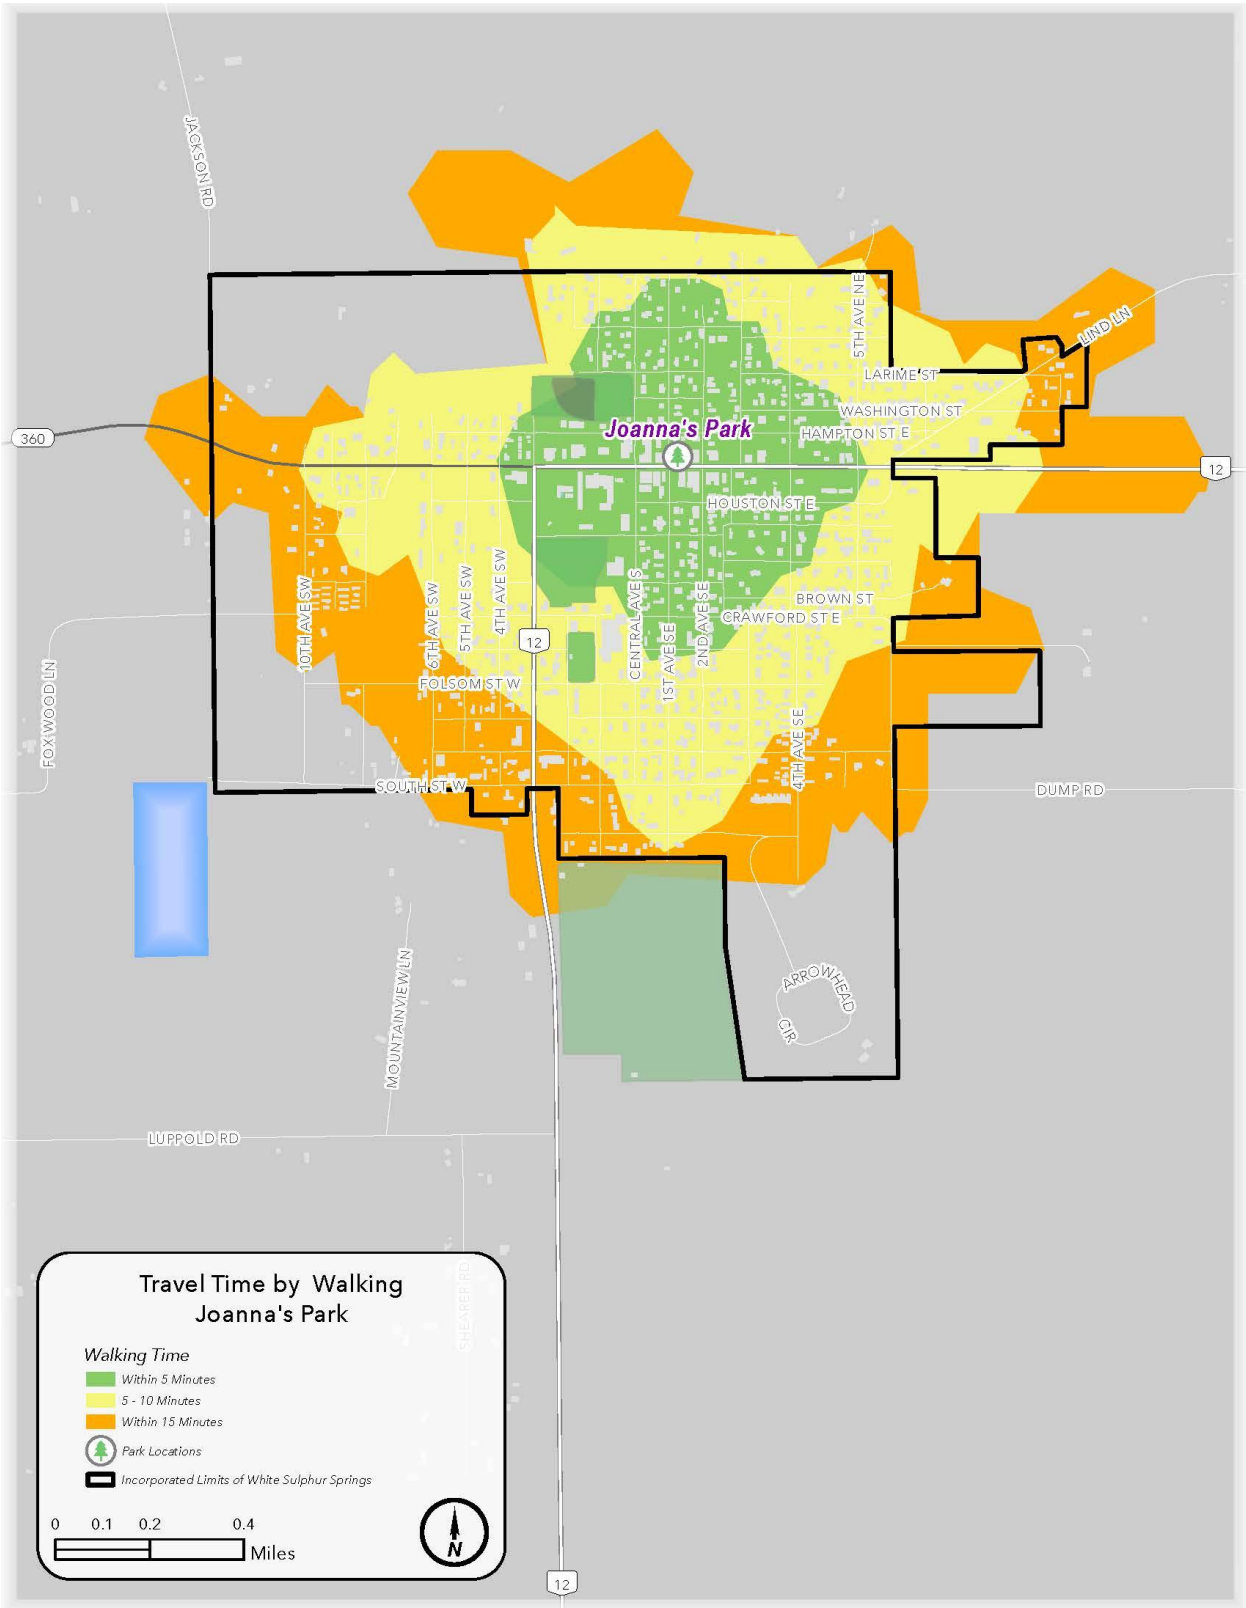 JACKSON RD
5TH AVE NE
LIND LN
LARIME ST
WASHINGTON ST
Joanna's Park
HAMPTON ST E
360
12
HOUSTON ST E
10TH AVE SW
6TH AVE SW
5TH AVE SW
4TH AVE SW
CENTRAL AVE S
1ST AVE SE
2ND AVE SE
BROWN ST
CRAWFORD ST E
12
FOX WOOD LN
FOLSOM ST W
4TH AVE SE
SOUTH ST W
DUMP RD
MOUNTAINVIEW LN
ARROWHEAD
CIR
LUPPOLD RD
SHEARER RD
Travel Time by Walking
Joanna's Park
Walking Time
Within 5 Minutes
5 - 10 Minutes
Within 15 Minutes
Park Locations
Incorporated Limits of White Sulphur Springs
0 0.1 0.2 0.4
Miles
N
12